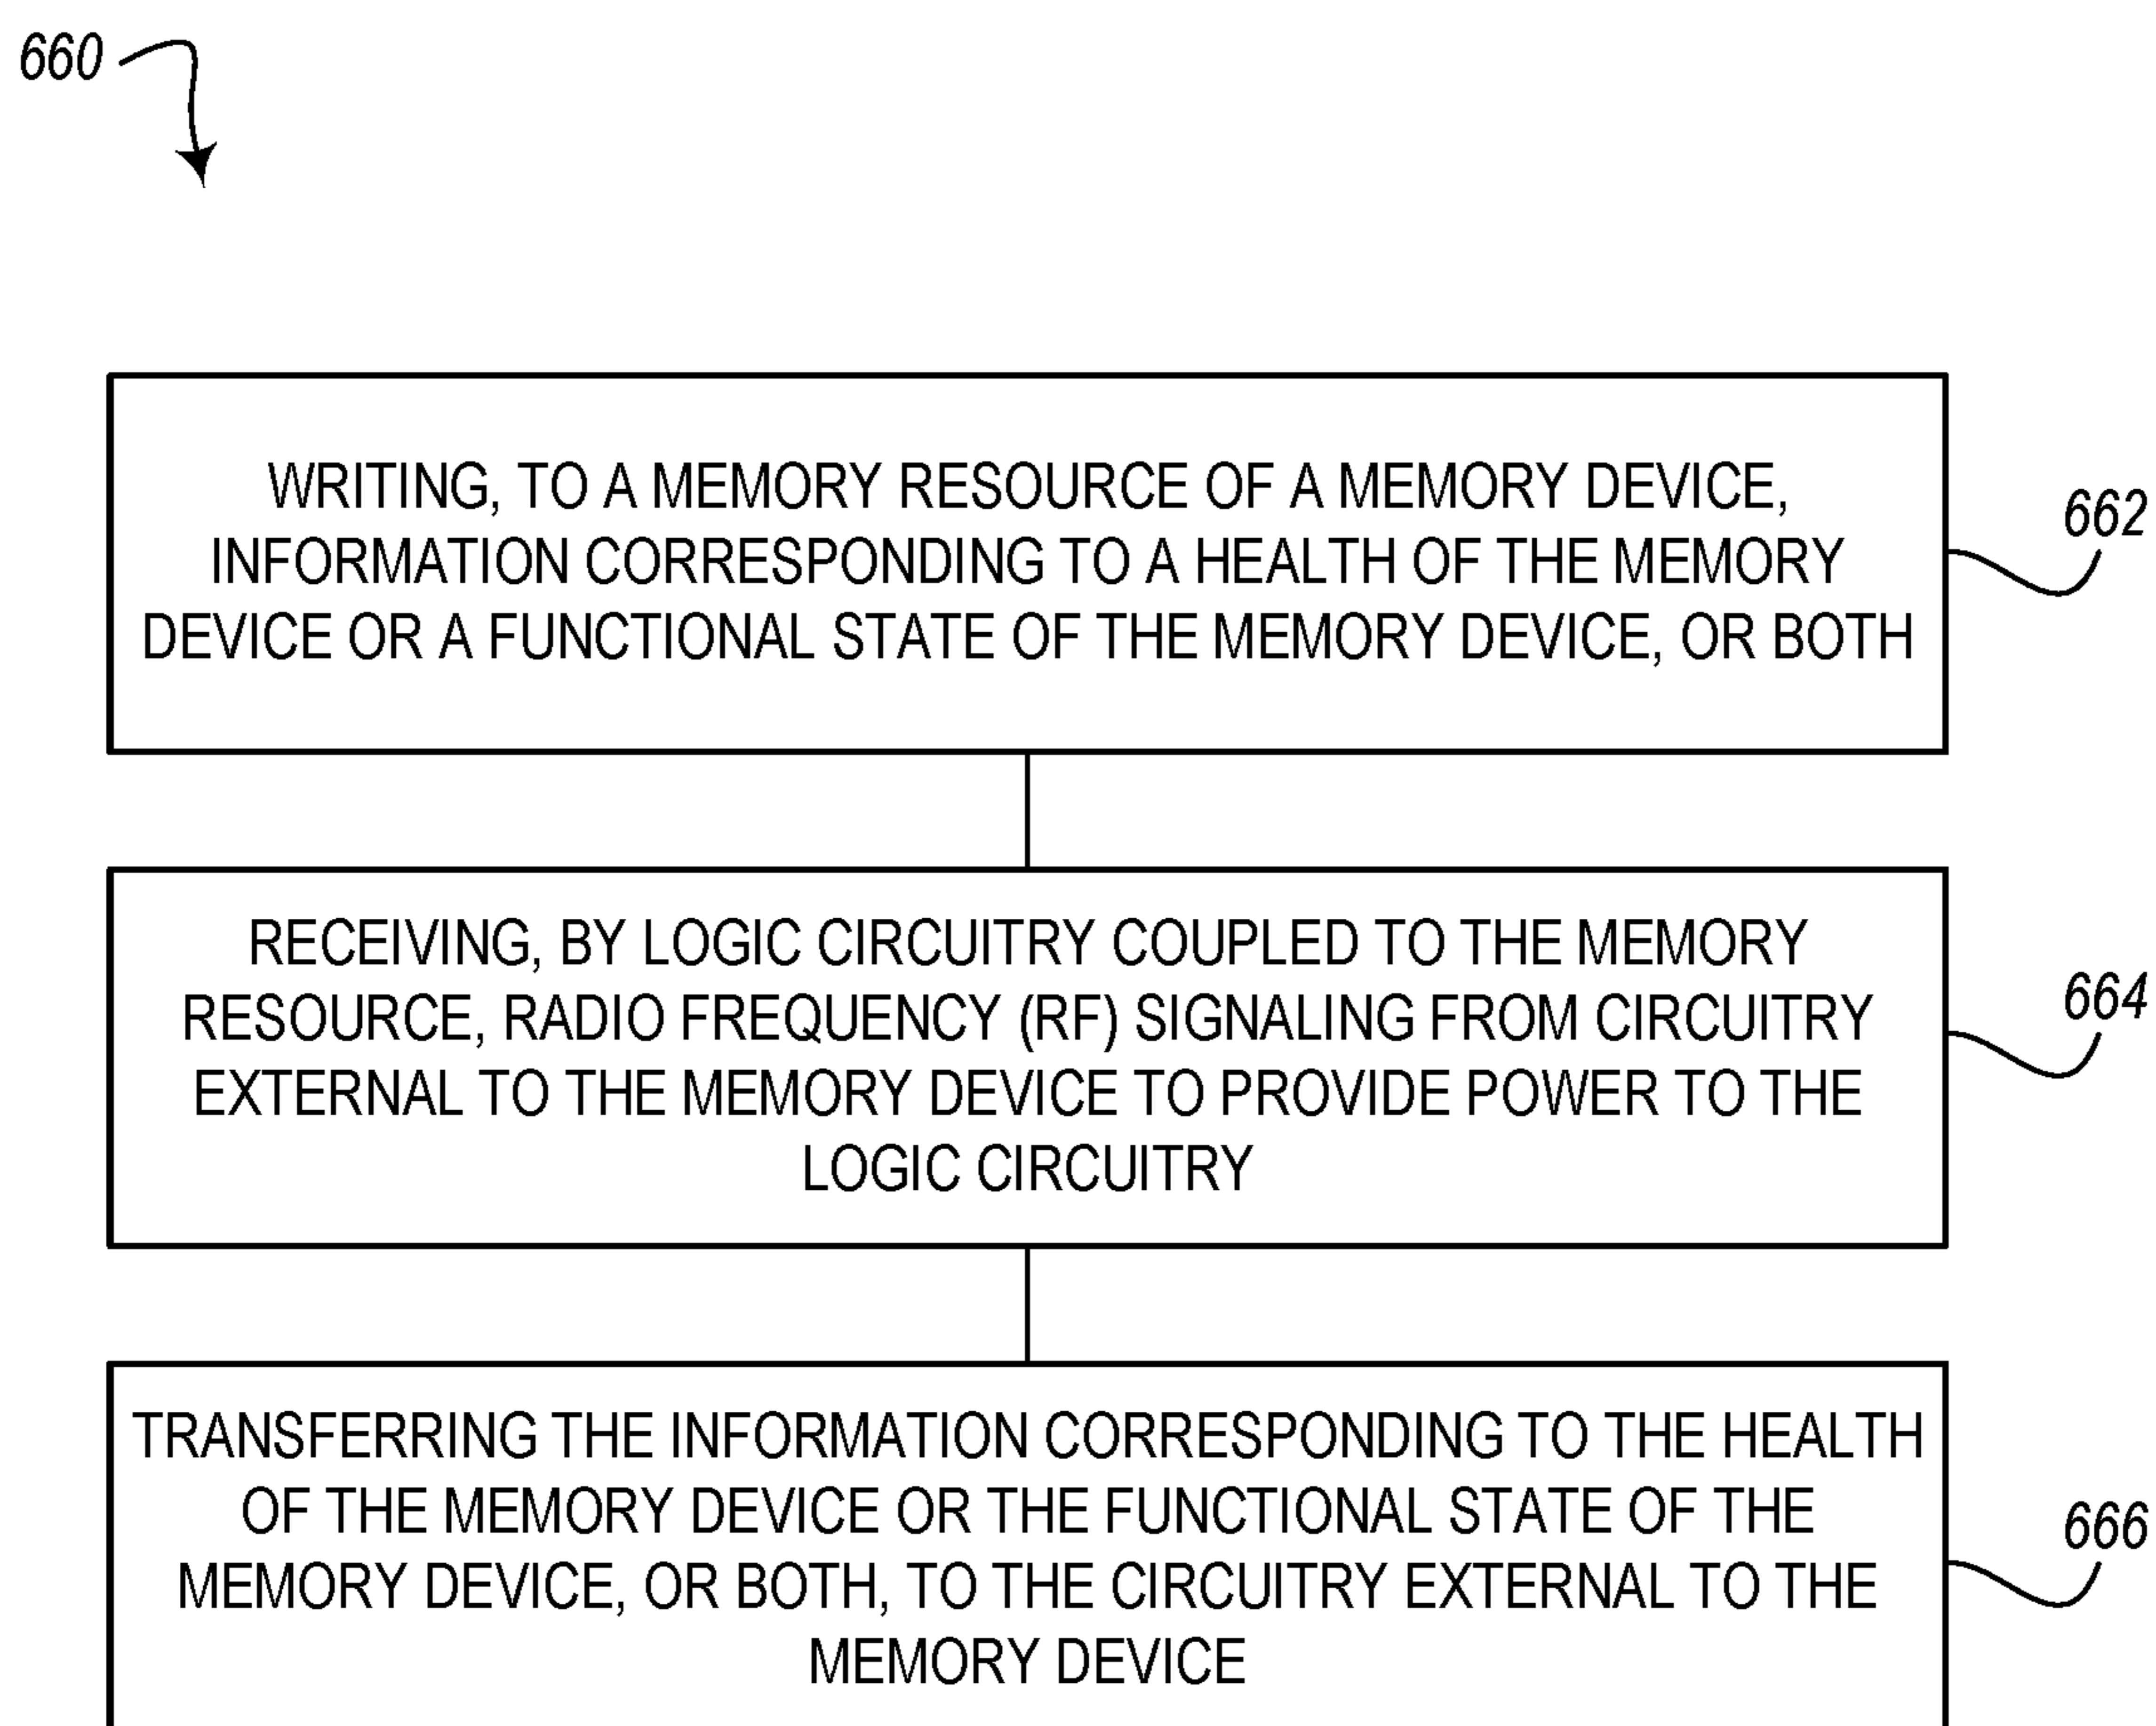 660
WRITING, TO A MEMORY RESOURCE OF A MEMORY DEVICE,
INFORMATION CORRESPONDING TO A HEALTH OF THE MEMORY
DEVICE OR A FUNCTIONAL STATE OF THE MEMORY DEVICE, OR BOTH
662
RECEIVING, BY LOGIC CIRCUITRY COUPLED TO THE MEMORY
RESOURCE, RADIO FREQUENCY (RF) SIGNALING FROM CIRCUITRY
EXTERNAL TO THE MEMORY DEVICE TO PROVIDE POWER TO THE
LOGIC CIRCUITRY
664
TRANSFERRING THE INFORMATION CORRESPONDING TO THE HEALTH
OF THE MEMORY DEVICE OR THE FUNCTIONAL STATE OF THE
MEMORY DEVICE, OR BOTH, TO THE CIRCUITRY EXTERNAL TO THE
MEMORY DEVICE
666